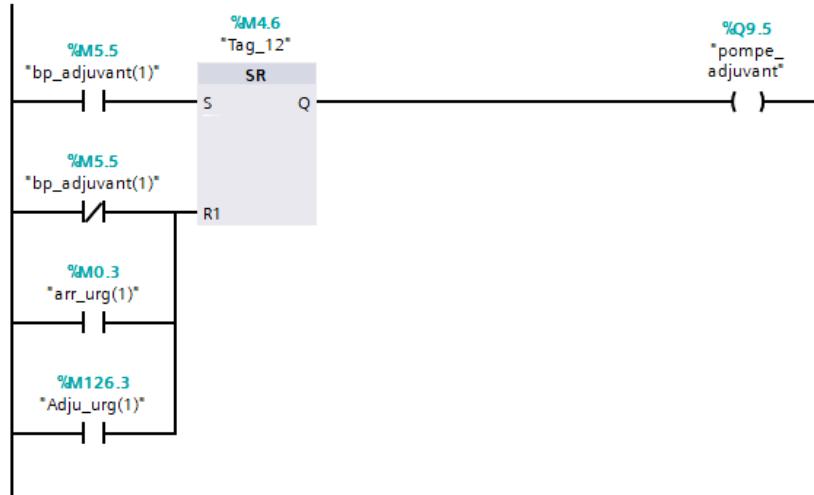 %M4.6
"Tag_12"
SR
%M5.5
"bp_adjuvant(1)"
S
Q
%Q9.5
"pompe_
adjuvant"
%M5.5
"bp_adjuvant(1)"
R1
%M0.3
"arr_urg(1)"
%M126.3
"Adju_urg(1)"